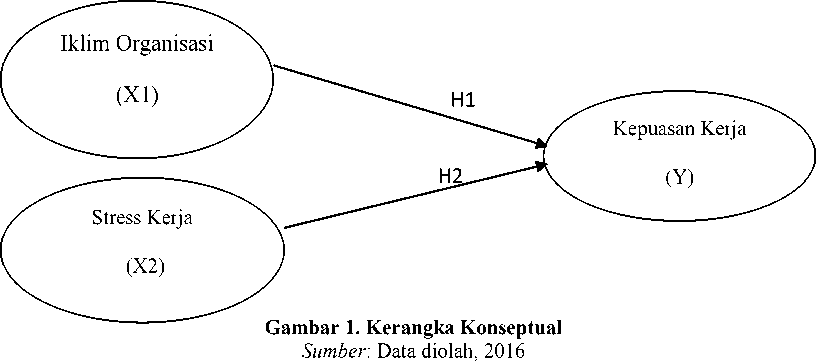 Iklim Organisasi
(X1)
H1
Kepuasan Kerja
(Y)
H2
Stress Kerja
(X2)
Gambar 1. Kerangka Konseptual
Sumber: Data diolah, 2016